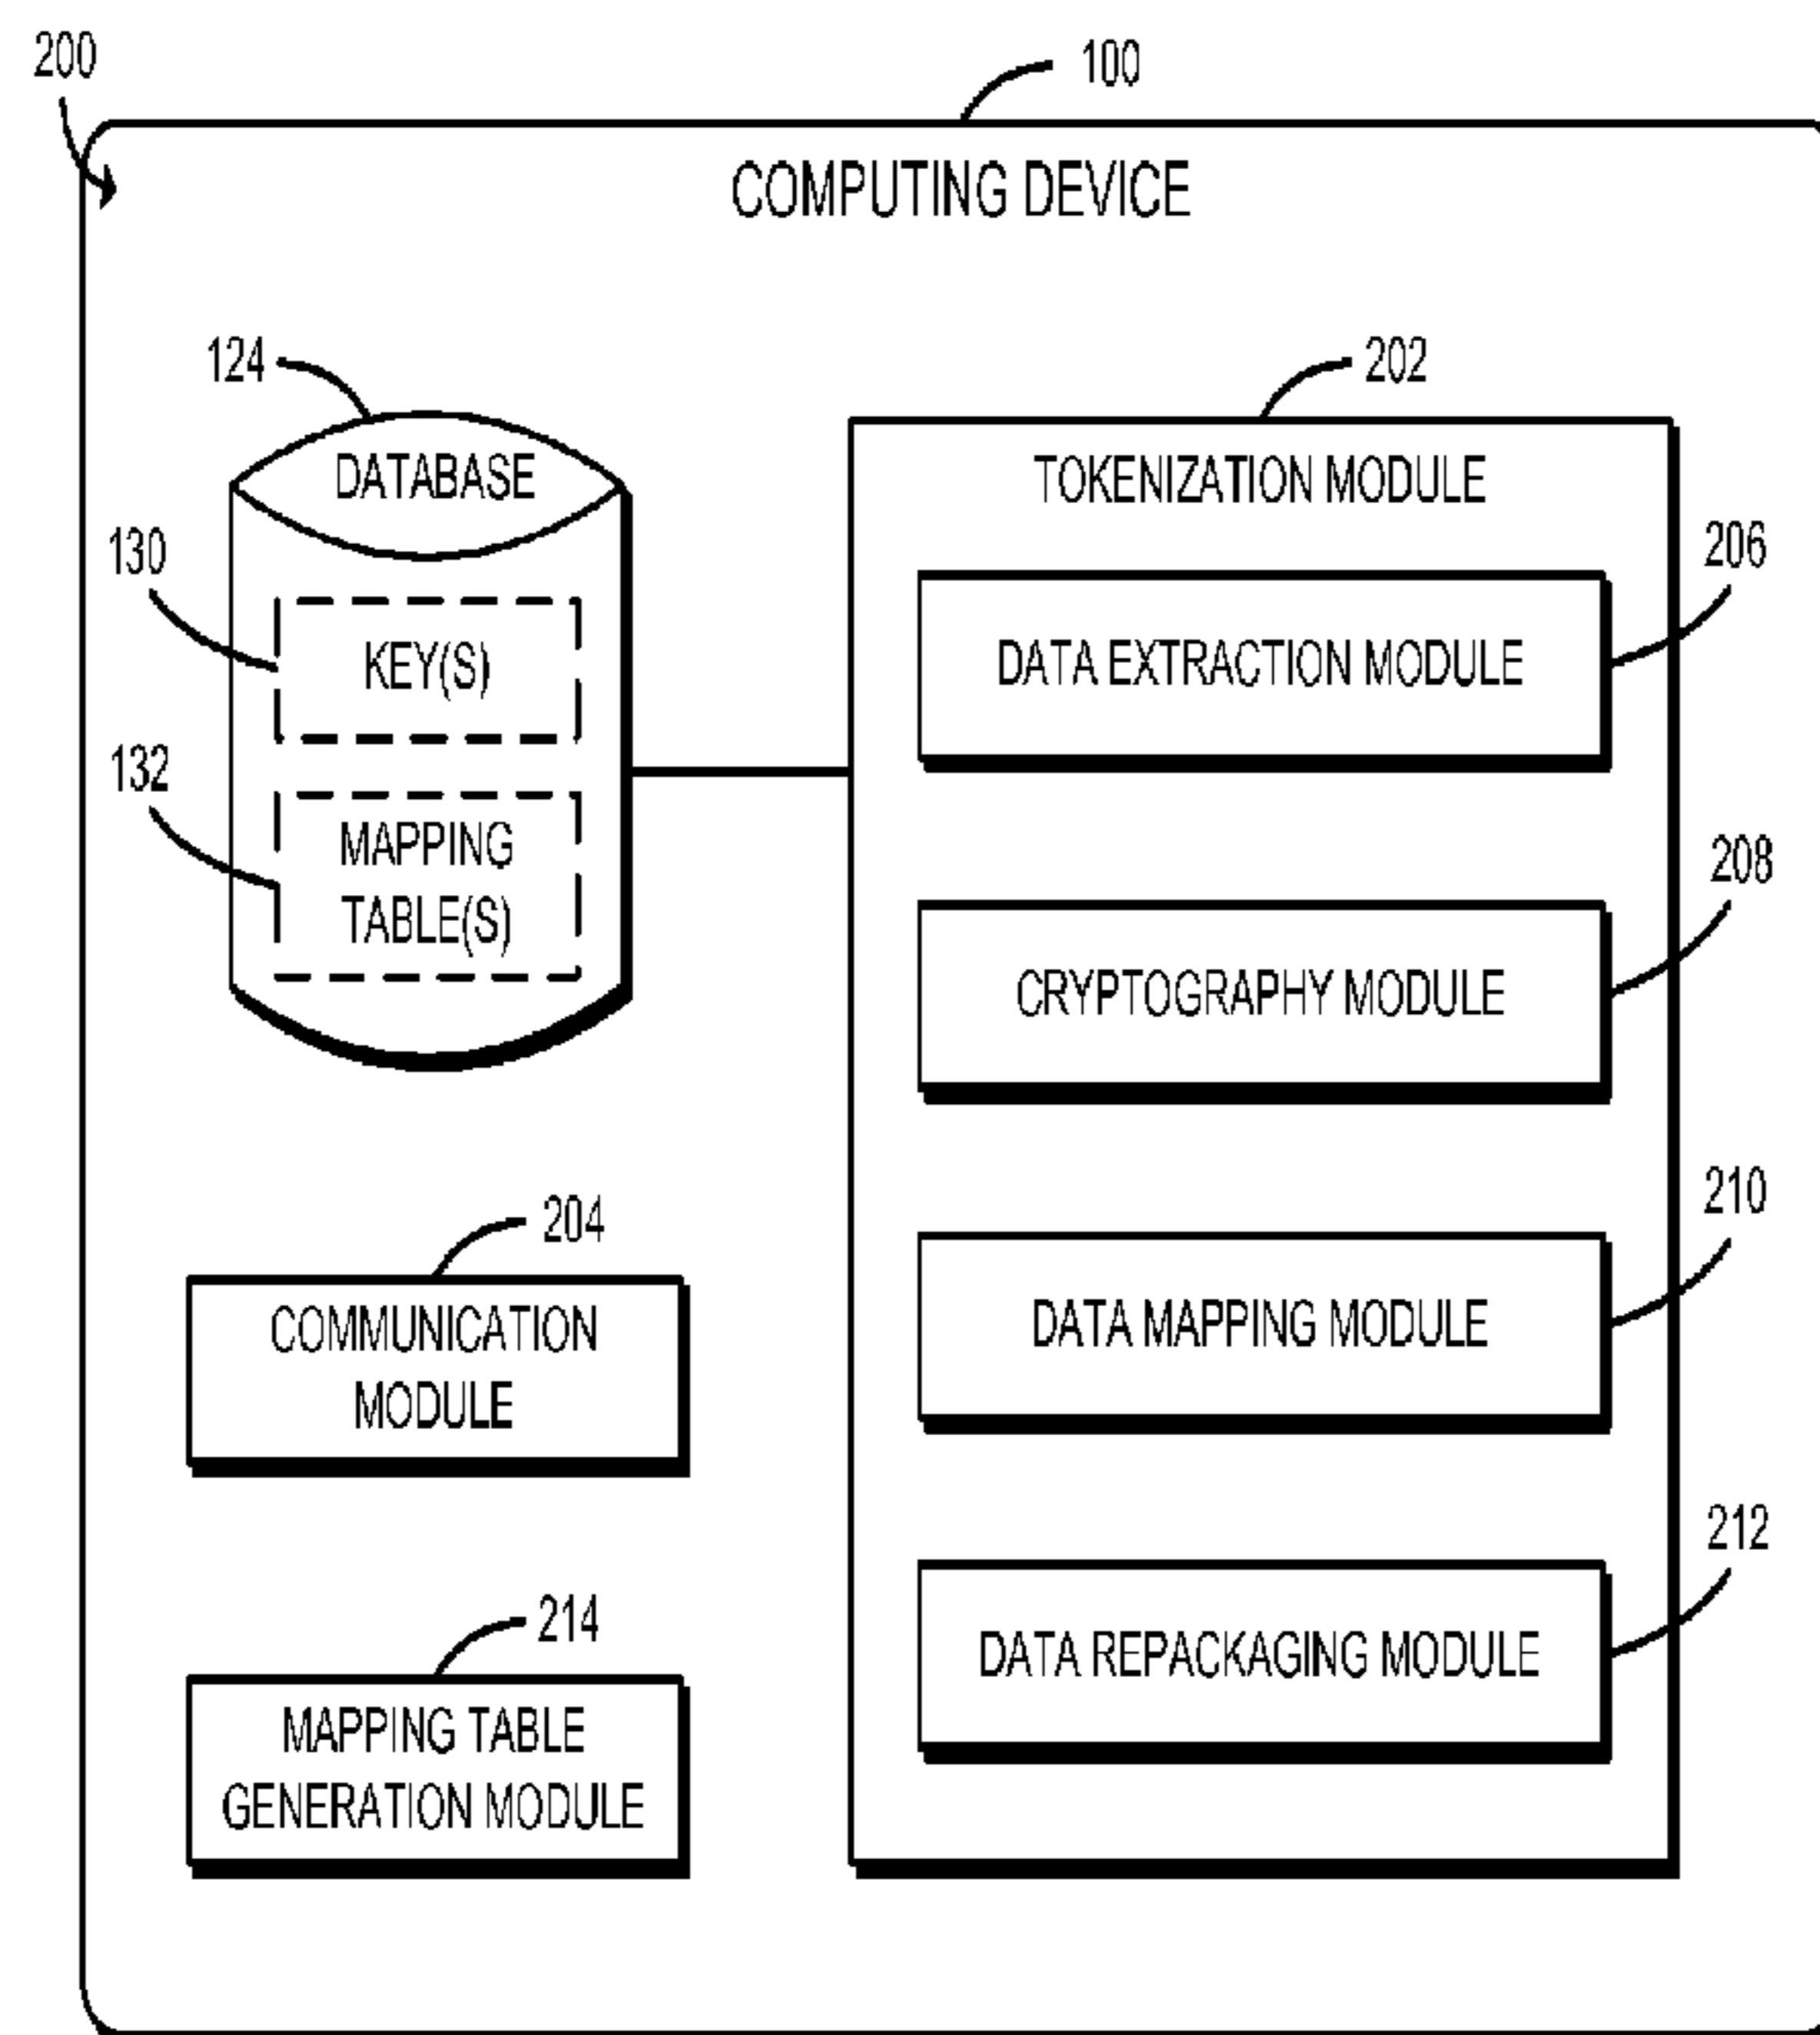 200
100
COMPUTING DEVICE
124
202
DATABASE
TOKENIZATION MODULE
130
206
KEY(S)
DATA EXTRACTION MODULE
132
MAPPING
TABLE(S)
208
CRYPTOGRAPHY MODULE
204
210
COMMUNICATION
MODULE
DATA MAPPING MODULE
214
212
MAPPING TABLE
GENERATION MODULE
DATA REPACKAGING MODULE